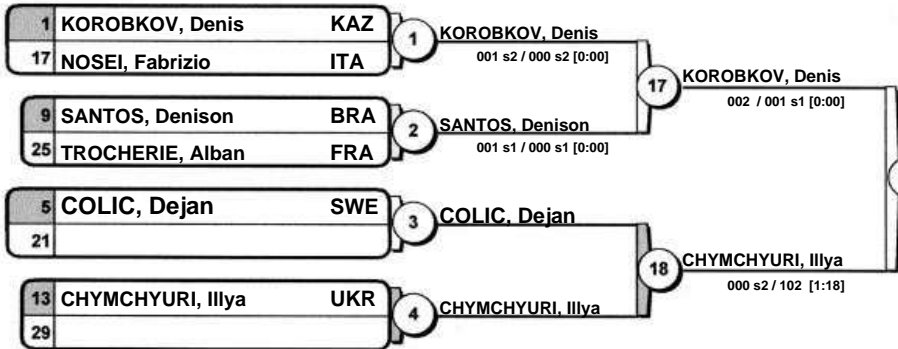 1 KOROBKOV, Denis KAZ
17 NOSEI, Fabrizio ITA
1
KOROBKOV, Denis
001 s2 / 000 s2 [0:00]
9 SANTOS, Denison BRA
25 TROCHERIE, Alban FRA
2
SANTOS, Denison
001 s1 / 000 s1 [0:00]
17
KOROBKOV, Denis
002 / 001 s1 [0:00]
5 COLIC, Dejan SWE
21
3
COLIC, Dejan
13 CHYMCHYURI, Illya UKR
29
4
CHYMCHYURI, Illya
18
CHYMCHYURI, Illya
000 s2 / 102 [1:18]